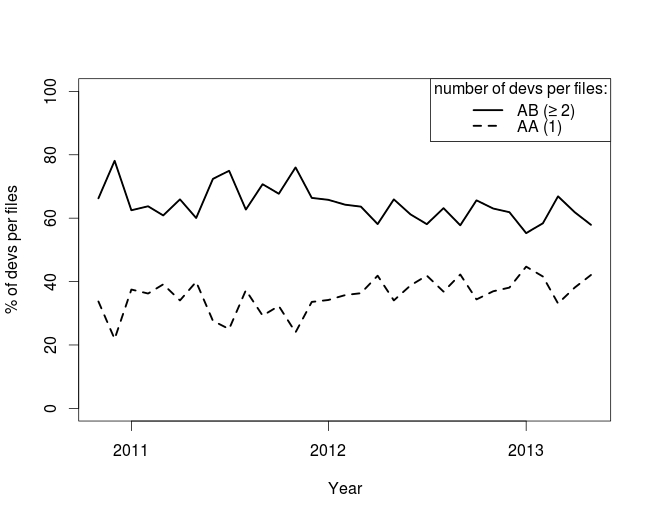 number of devs per files:
AB (≥ 2)
AA (1)
% of devs per files
100
80
60
40
20
0
2011
2012
2013
Year